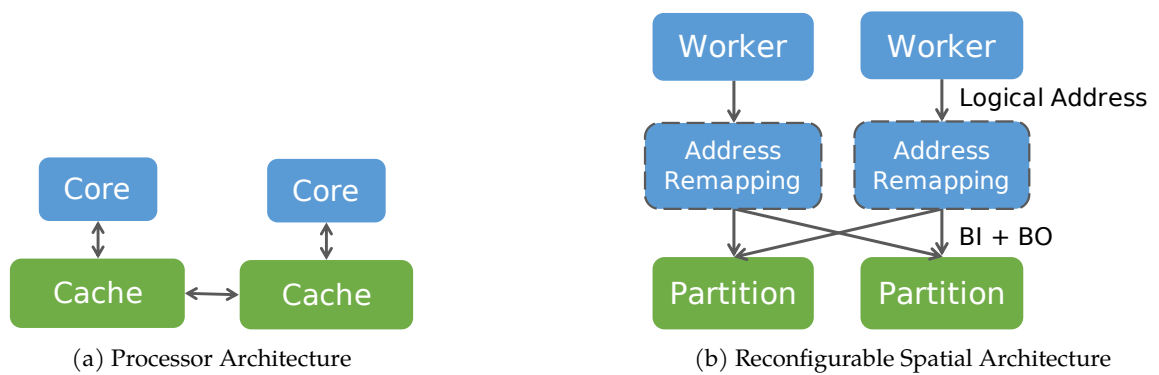 Core
Core
Cache
Cache
(a) Processor Architecture
Worker
Worker
Logical Address
Address
Remapping
Address
Remapping
BI + BO
Partition
Partition
(b) Reconfigurable Spatial Architecture